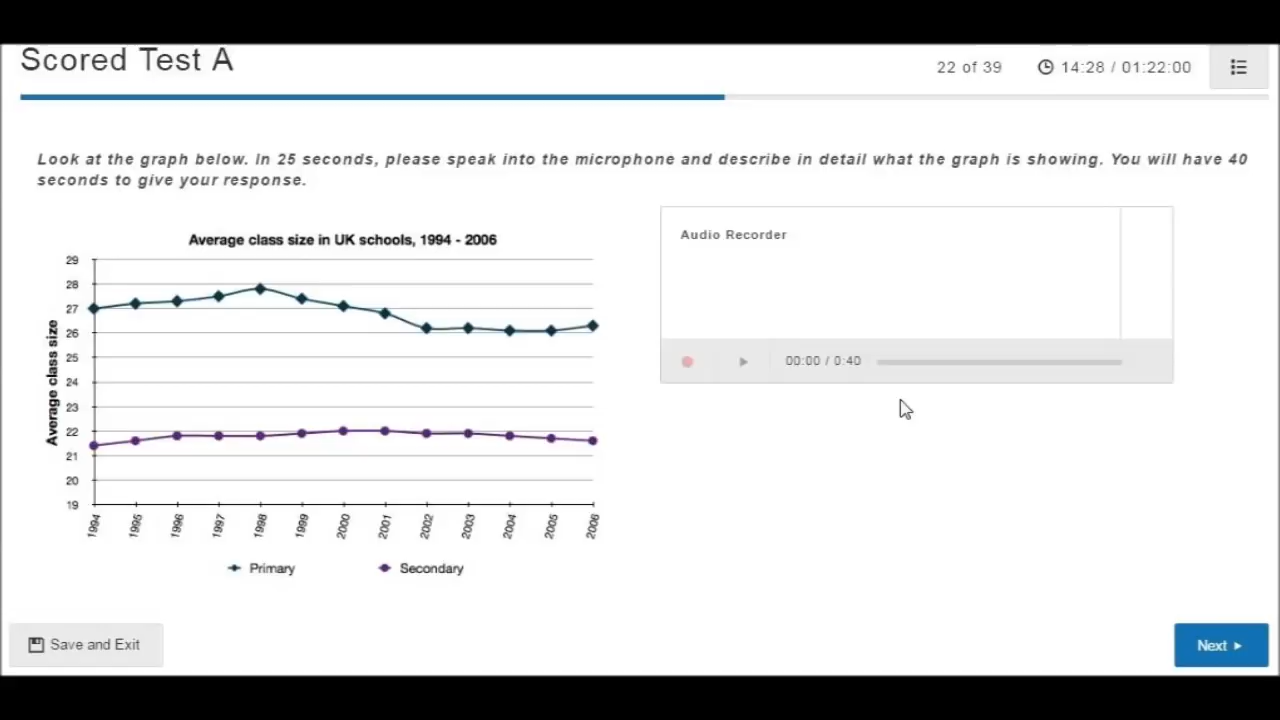 Scored Test A
22 of 39
14:28 / 01:22:00
Look at the graph below. In 25 seconds, please speak into the microphone and describe in detail what the graph is showing. You will have 40
seconds to give your response.
Average class size in UK schools, 1994 - 2006
Average class size
29
28
27
26
25
24
23
22
21
20
19
1994
1995
1996
1997
1998
1999
2000
2001
2002
2003
2004
2005
2006
Primary
Secondary
Audio Recorder
00:00 / 0:40
Save and Exit
Next